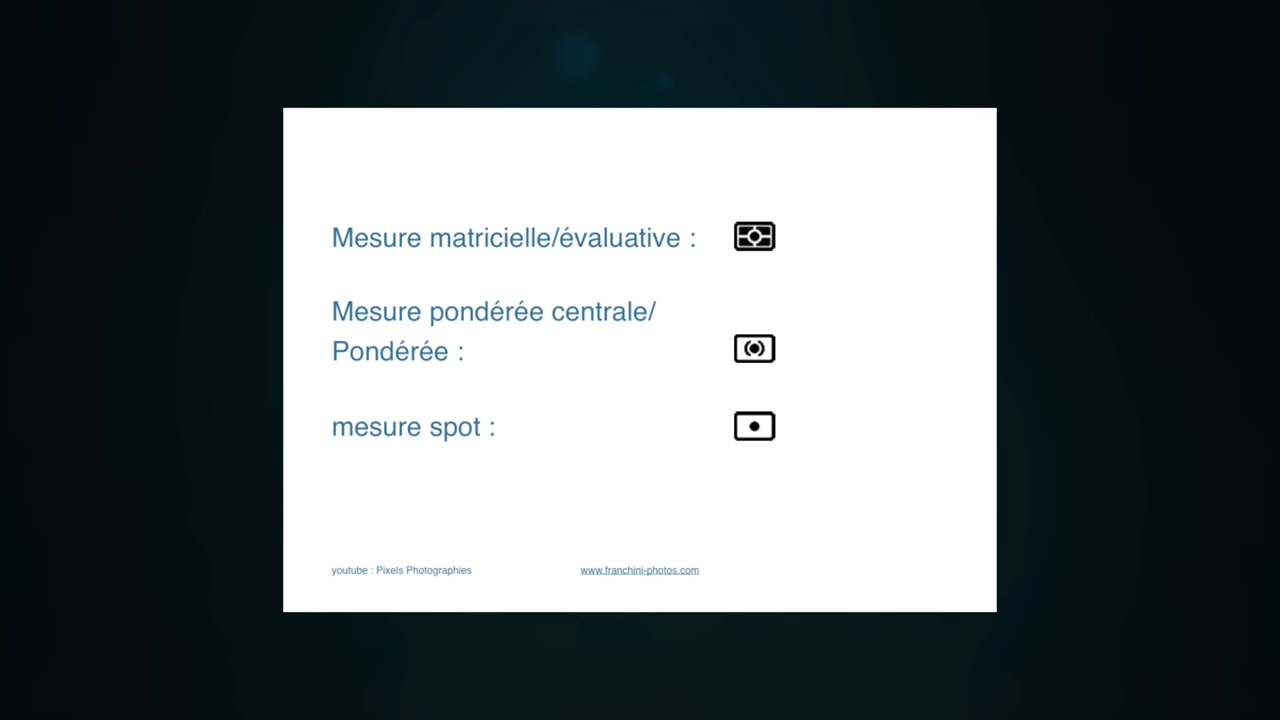 Mesure matricielle/évaluative :
Mesure pondérée centrale/
Pondérée :
mesure spot :
youtube : Pixels Photographies
www.franchini-photos.com